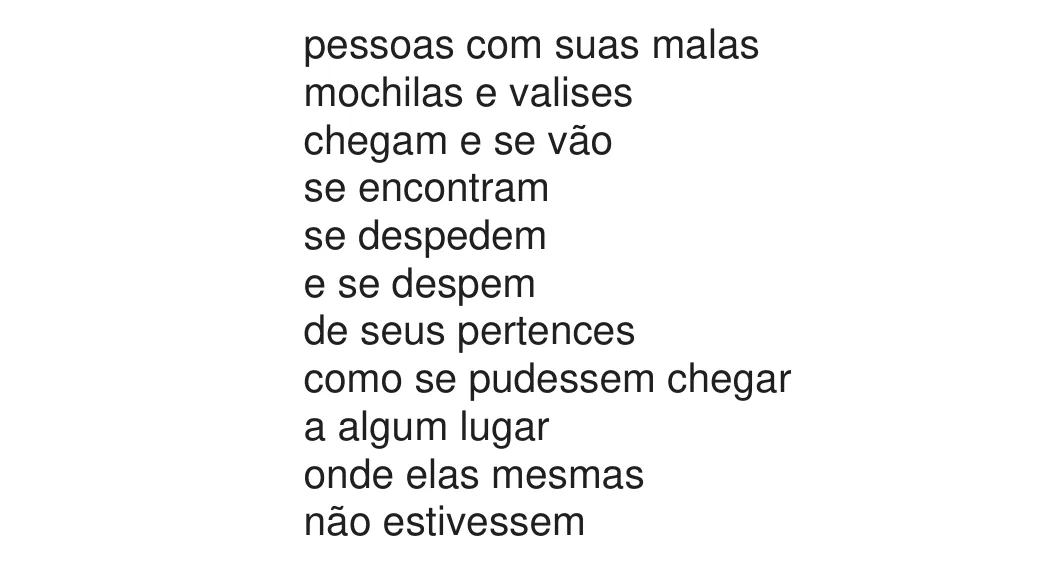 pessoas com suas malas
mochilas e valises
chegam e se vão
se encontram
se despedem
e se despem
de seus pertences
como se pudessem chegar
a algum lugar
onde elas mesmas
não estivessem